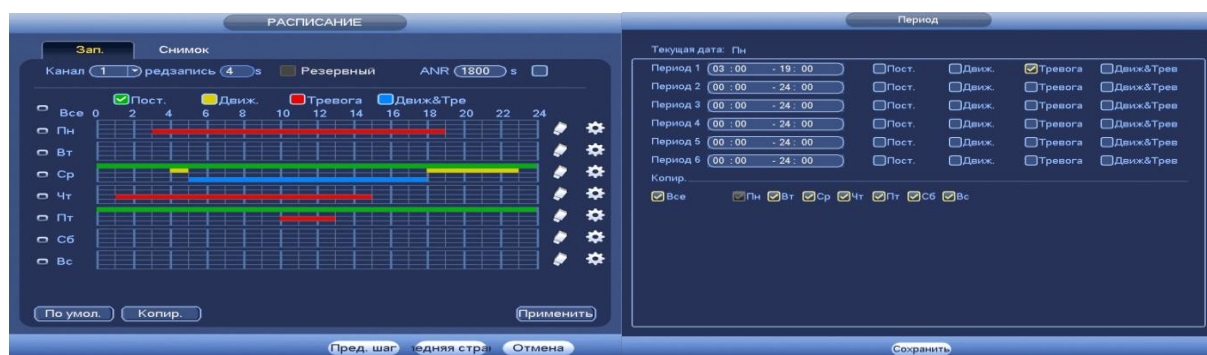 РАСПИСАНИЕ
Зап. Снимок
Канал 1 редзапись 4 s Резервный ANR 1800 s
Пост. Движ. Тревога Движ&Тре
Все 0 2 4 6 8 10 12 14 16 18 20 22 24
Пн
Вт
Ср
Чт
Пт
Сб
Вс
По умол. Копир. Применить
Пред. шаг едняя стра Отмена
Период
Текущая дата: Пн
Период 1 03 :00 - 19: 00 Пост. Движ. Тревога Движ&Трев
Период 2 00 :00 - 24: 00 Пост. Движ. Тревога Движ&Трев
Период 3 00 :00 - 24: 00 Пост. Движ. Тревога Движ&Трев
Период 4 00 :00 - 24: 00 Пост. Движ. Тревога Движ&Трев
Период 5 00 :00 - 24: 00 Пост. Движ. Тревога Движ&Трев
Период 6 00 :00 - 24: 00 Пост. Движ. Тревога Движ&Трев
Копир.
Все Пн Вт Ср Чт Пт Сб Вс
Сохранить